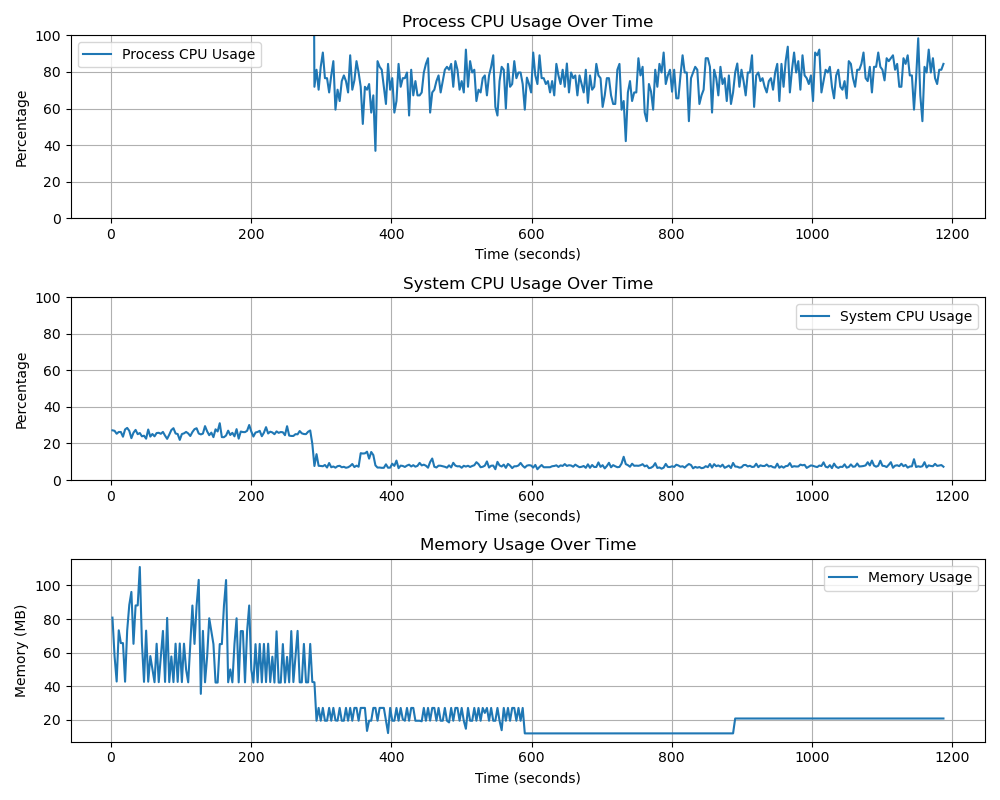 Process CPU Usage Over Time
100
80
60
40
20
0
Percentage
Process CPU Usage
0 200 400 600 800 1000 1200
Time (seconds)
System CPU Usage Over Time
100
80
60
40
20
0
Percentage
System CPU Usage
0 200 400 600 800 1000 1200
Time (seconds)
Memory Usage Over Time
100
80
60
40
20
Memory (MB)
Memory Usage
0 200 400 600 800 1000 1200
Time (seconds)